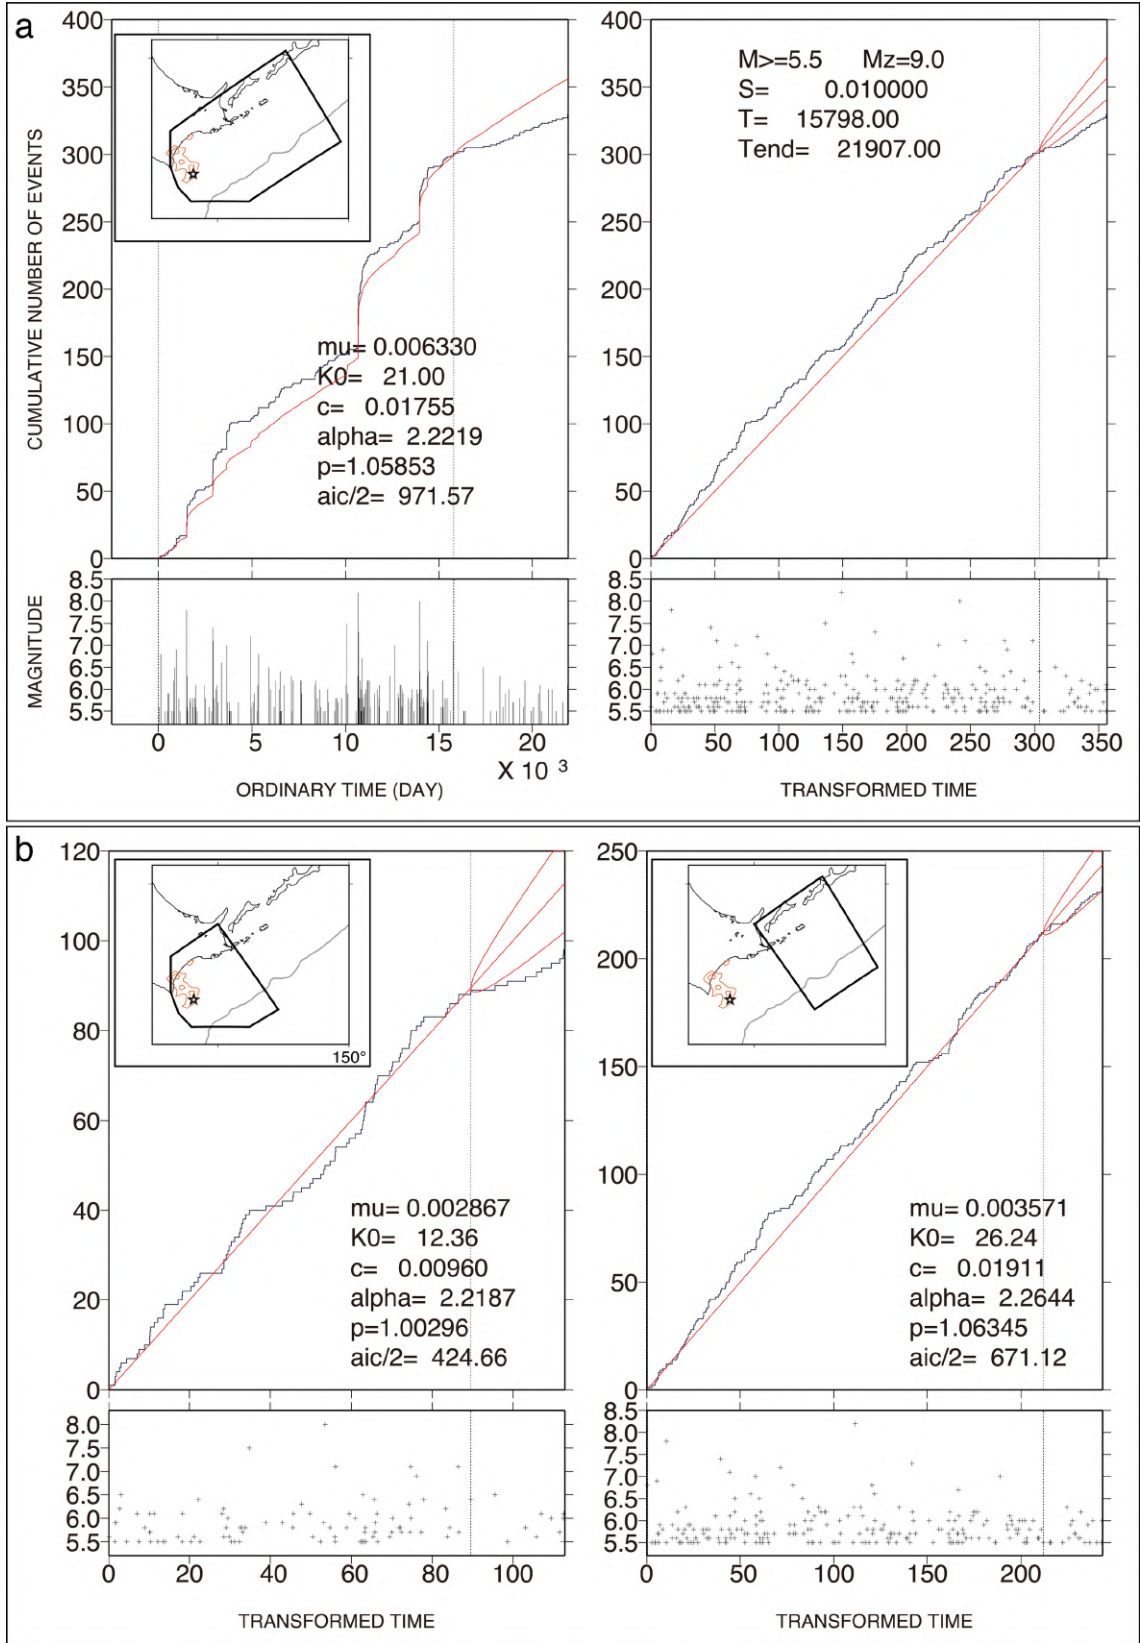 a
400
350
300
250
200
150
100
50
0
CUMULATIVE NUMBER OF EVENTS
mu= 0.006330
K0= 21.00
c= 0.01755
alpha= 2.2219
p=1.05853
aic/2= 971.57
8.5
8.0
7.5
7.0
6.5
6.0
5.5
MAGNITUDE
0 5 10 15 20
X 10 3
ORDINARY TIME (DAY)
400
350
300
250
200
150
100
50
0
M>=5.5 Mz=9.0
S= 0.010000
T= 15798.00
Tend= 21907.00
8.5
8.0
7.5
7.0
6.5
6.0
5.5
0 50 100 150 200 250 300 350
TRANSFORMED TIME
b
120
100
80
60
40
20
0
150°
mu= 0.002867
K0= 12.36
c= 0.00960
alpha= 2.2187
p=1.00296
aic/2= 424.66
8.0
7.5
7.0
6.5
6.0
5.5
0 20 40 60 80 100
TRANSFORMED TIME
250
200
150
100
50
0
mu= 0.003571
K0= 26.24
c= 0.01911
alpha= 2.2644
p=1.06345
aic/2= 671.12
8.5
8.0
7.5
7.0
6.5
6.0
5.5
0 50 100 150 200
TRANSFORMED TIME